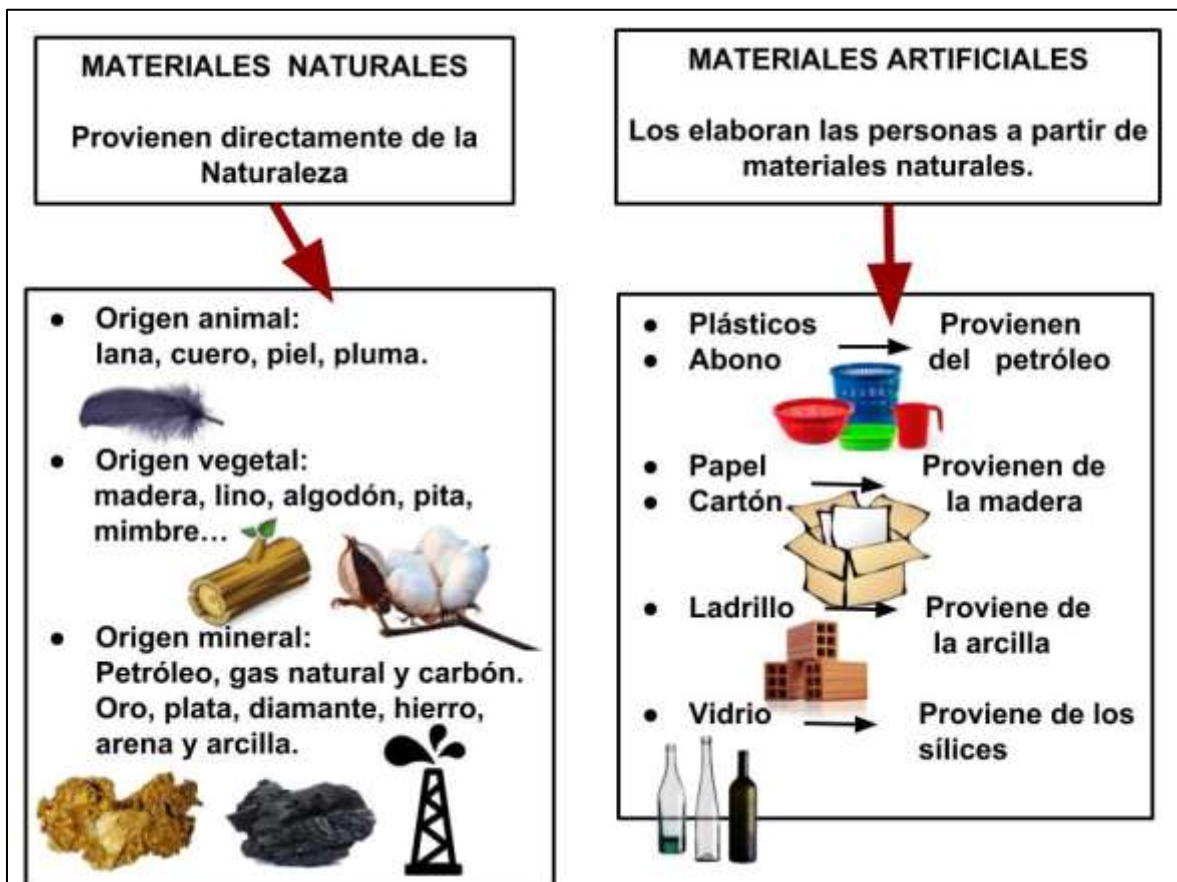 MATERIALES NATURALES
Provienen directamente de la
Naturaleza
● Origen animal:
lana, cuero, piel, pluma.
● Origen vegetal:
madera, lino, algodón, pita,
mimbre…
● Origen mineral:
Petróleo, gas natural y carbón.
Oro, plata, diamante, hierro,
arena y arcilla.
MATERIALES ARTIFICIALES
Los elaboran las personas a partir de
materiales naturales.
● Plásticos Provienen
● Abono del petróleo
● Papel Provienen de
● Cartón la madera
● Ladrillo Proviene de
la arcilla
● Vidrio Proviene de los
sílices